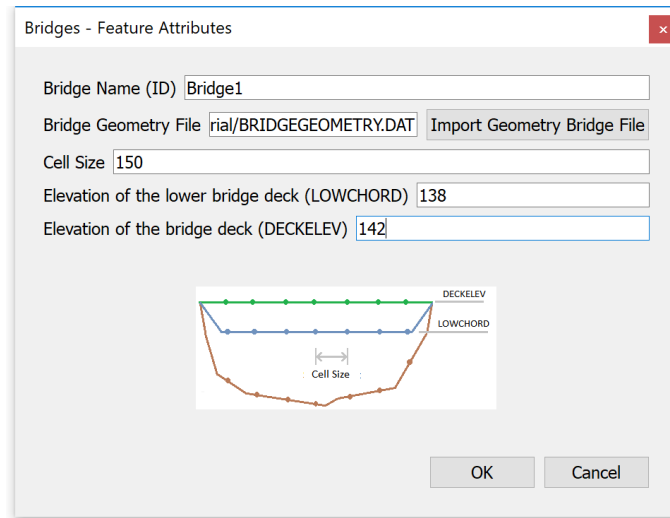 Bridges - Feature Attributes
Bridge Name (ID) Bridge1
Bridge Geometry File rial/BRIDGEGEOMETRY.DAT Import Geometry Bridge File
Cell Size 150
Elevation of the lower bridge deck (LOWCHORD) 138
Elevation of the bridge deck (DECKELEV) 142
DECKELEV
LOWCHORD
Cell Size
OK Cancel